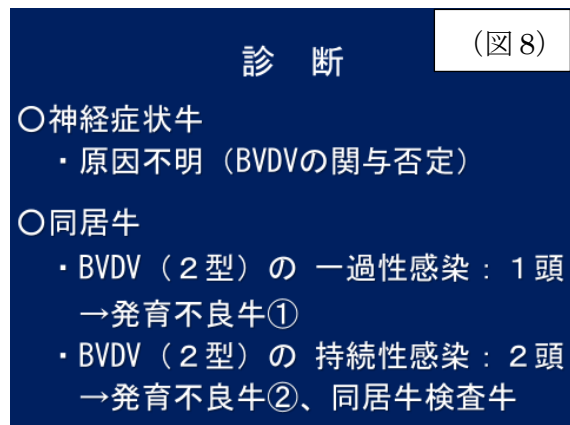 （図８）
診　断
○神経症状牛
・原因不明（BVDVの関与否定）
○同居牛
・BVDV（２型）の 一過性感染：１頭
→発育不良牛①
・BVDV（２型）の 持続性感染：２頭
→発育不良牛②、同居牛検査牛